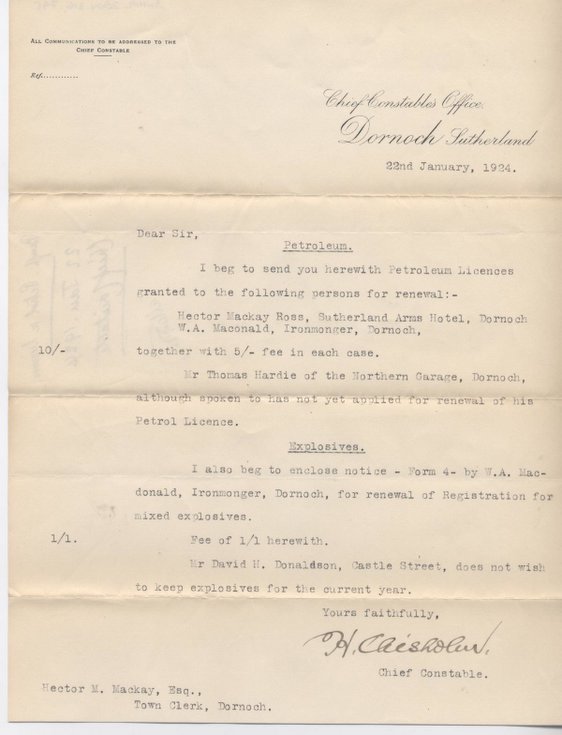 ALL COMMUNICATIONS TO BE ADDRESSED TO THE
CHIEF CONSTABLE
Ref............
Chief Constables Office,
Dornoch Sutherland
22nd January, 1924.
Dear Sir,
Petroleum.
I beg to send you herewith Petroleum Licences
granted to the following persons for renewal:-
Hector Mackay Ross, Sutherland Arms Hotel, Dornoch
W.A. Maconald, Ironmonger, Dornoch,
10/- together with 5/- fee in each case.
Mr Thomas Hardie of the Northern Garage, Dornoch,
although spoken to has not yet applied for renewal of his
Petrol Licence.
Explosives.
I also beg to enclose notice - Form 4- by W.A. Mac-
donald, Ironmonger, Dornoch, for renewal of Registration for
mixed explosives.
1/1. Fee of 1/1 herewith.
Mr David H. Donaldson, Castle Street, does not wish
to keep explosives for the current year.
Yours faithfully,
H. Chisholm.
Chief Constable.
Hector M. Mackay, Esq.,
Town Clerk, Dornoch.